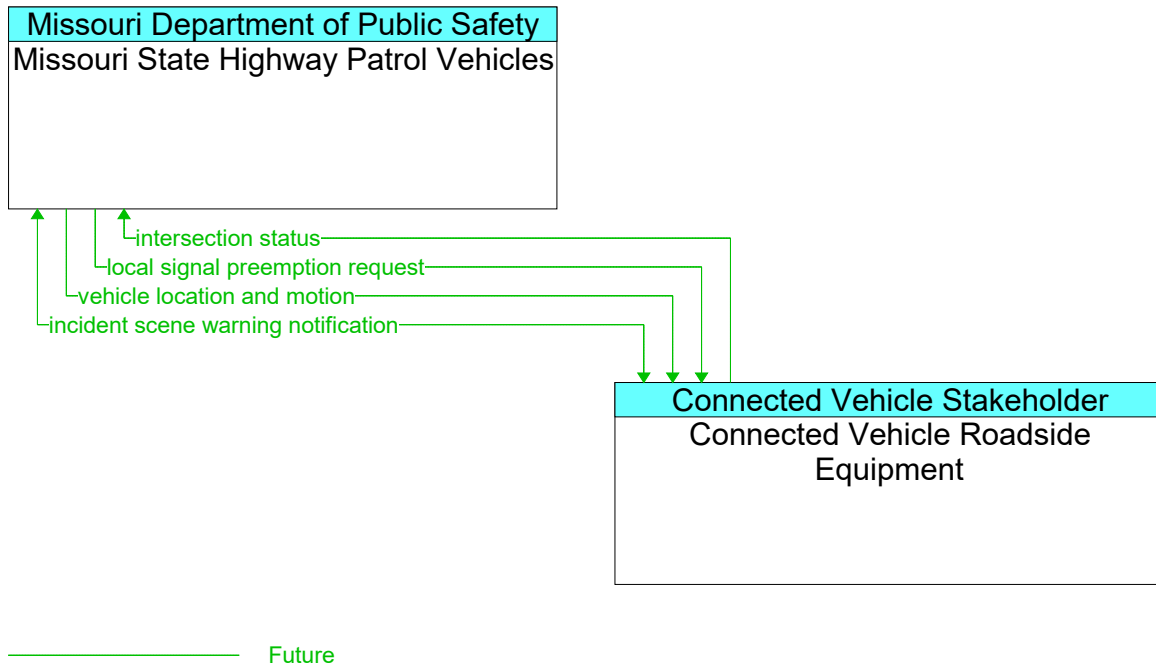 Missouri Department of Public Safety
Missouri State Highway Patrol Vehicles
intersection status
local signal preemption request
vehicle location and motion
incident scene warning notification
Connected Vehicle Stakeholder
Connected Vehicle Roadside
Equipment
Future